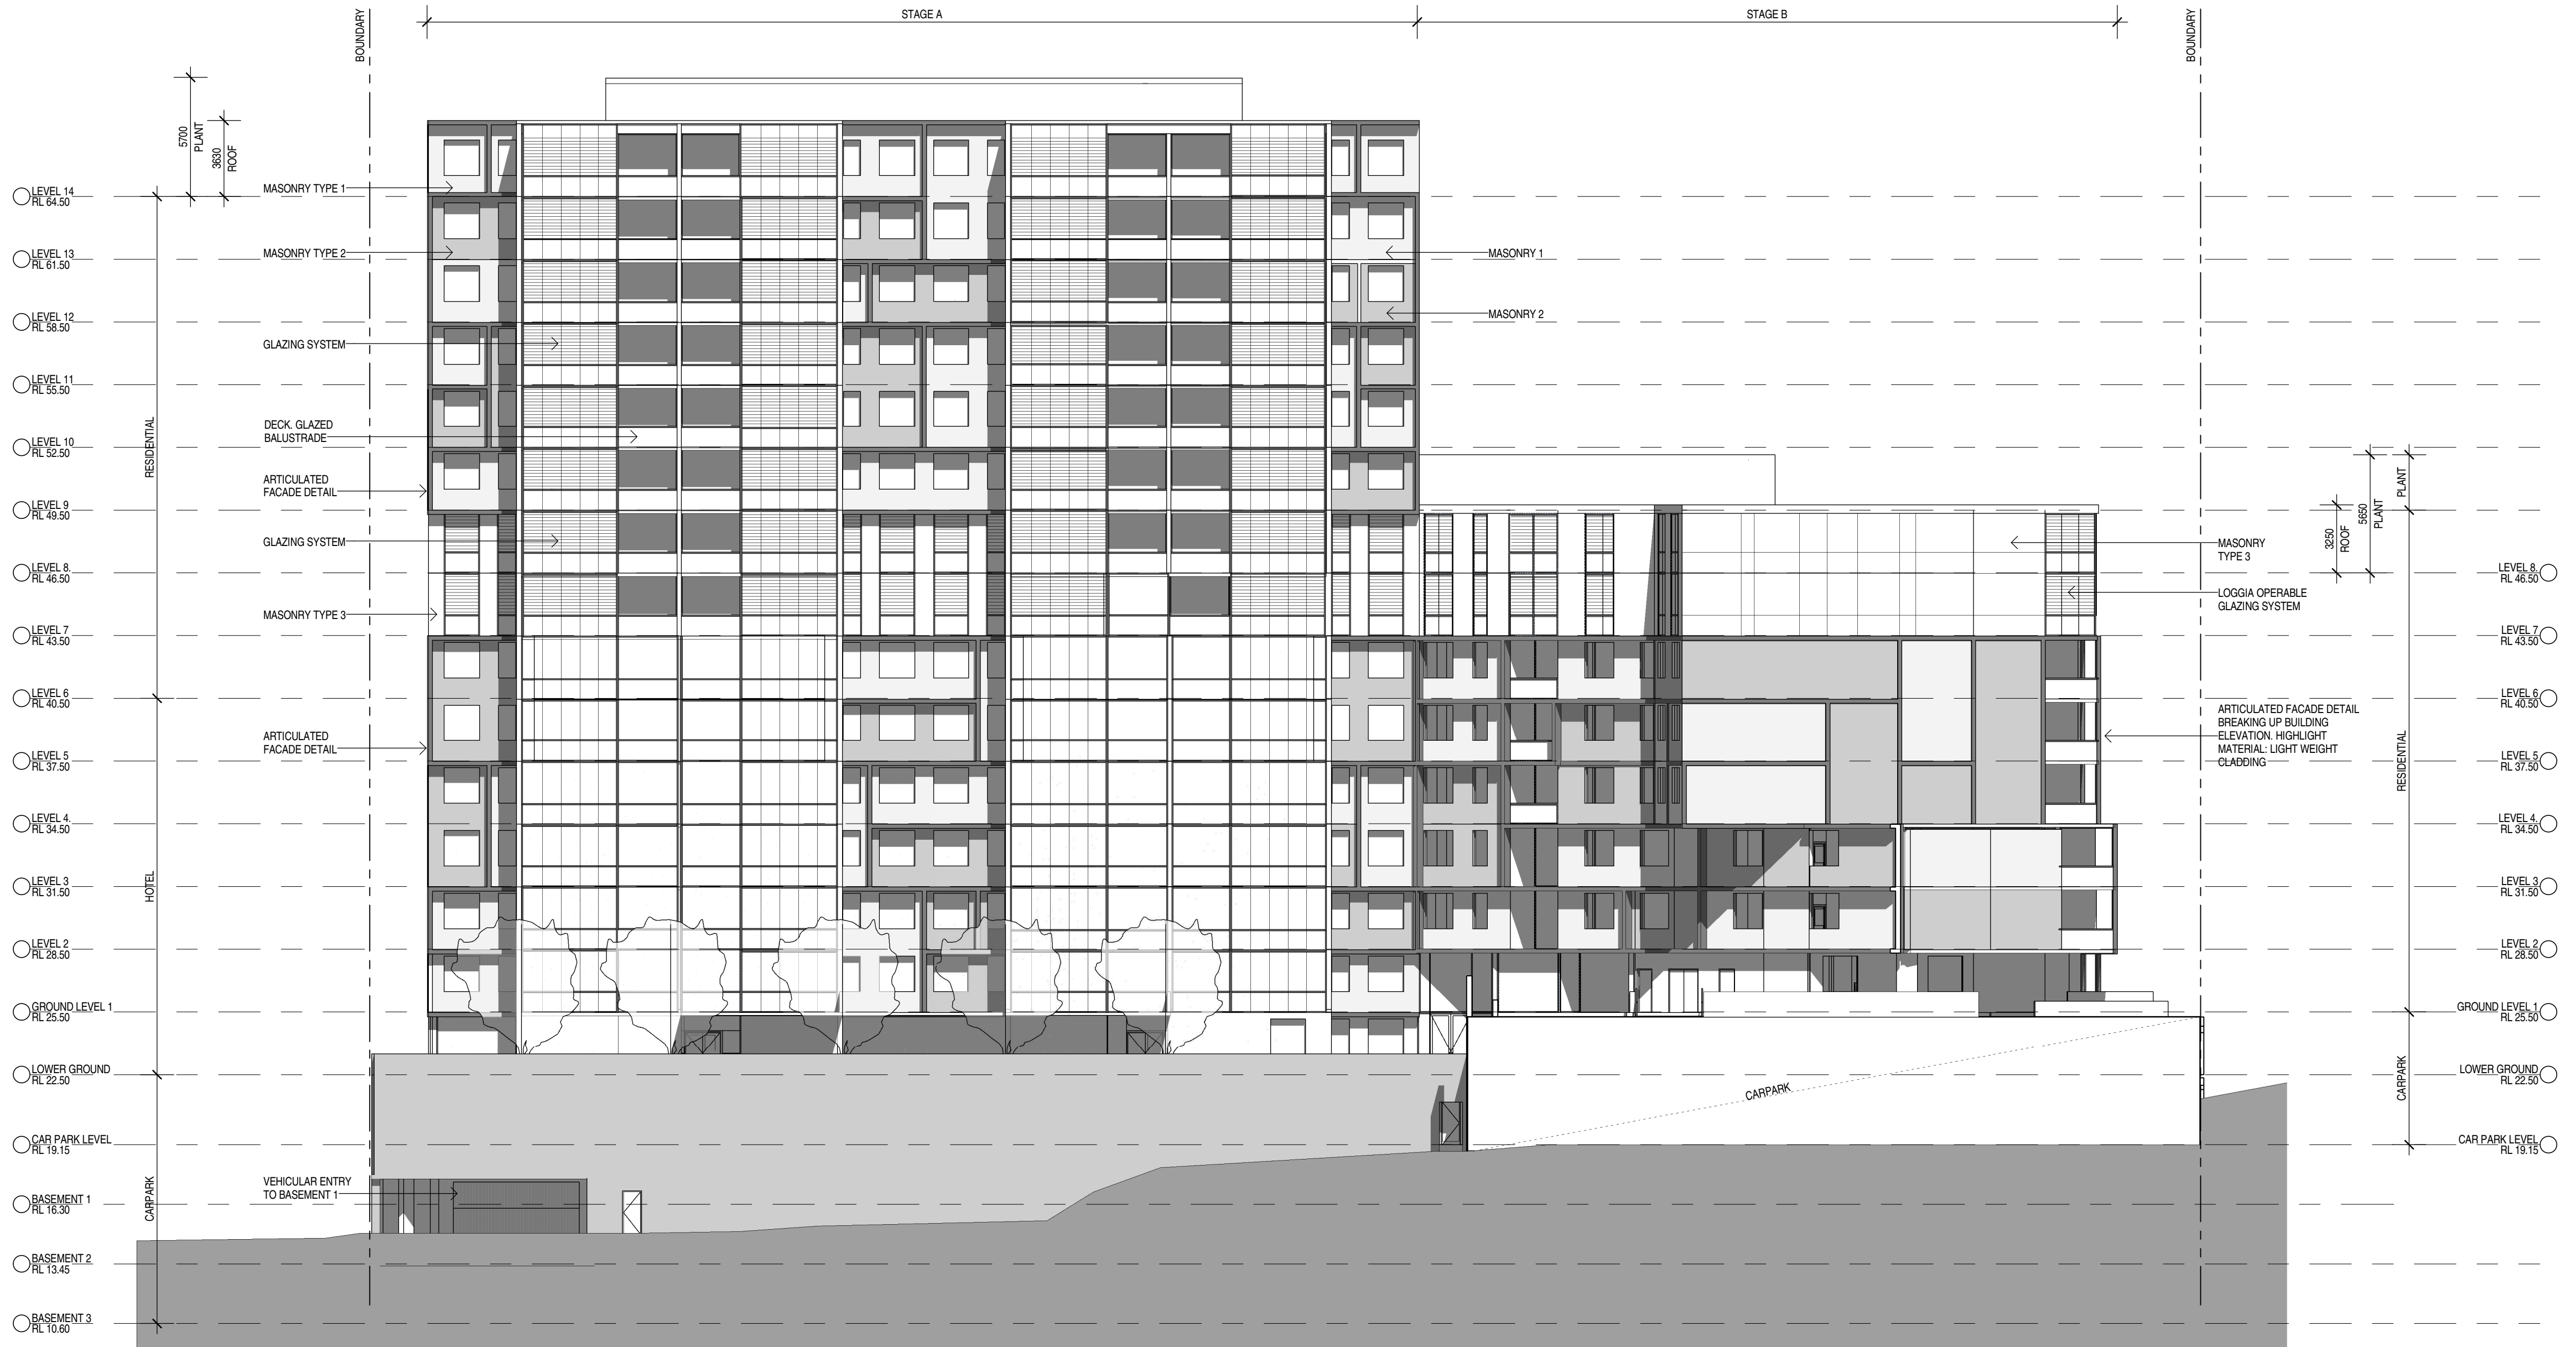 STAGE A
STAGE B
BOUNDARY
BOUNDARY
5700
PLANT
3630
ROOF
LEVEL 14
RL 64.50
LEVEL 13
RL 61.50
LEVEL 12
RL 58.50
LEVEL 11
RL 55.50
LEVEL 10
RL 52.50
LEVEL 9
RL 49.50
LEVEL 8.
RL 46.50
LEVEL 7
RL 43.50
LEVEL 6
RL 40.50
LEVEL 5
RL 37.50
LEVEL 4.
RL 34.50
LEVEL 3
RL 31.50
LEVEL 2
RL 28.50
GROUND LEVEL 1
RL 25.50
LOWER GROUND
RL 22.50
CAR PARK LEVEL
RL 19.15
BASEMENT 1
RL 16.30
BASEMENT 2
RL 13.45
BASEMENT 3
RL 10.60
RESIDENTIAL
HOTEL
CARPARK
MASONRY TYPE 1
MASONRY TYPE 2
GLAZING SYSTEM
DECK. GLAZED
BALUSTRADE
ARTICULATED
FACADE DETAIL
GLAZING SYSTEM
MASONRY TYPE 3
ARTICULATED
FACADE DETAIL
VEHICULAR ENTRY
TO BASEMENT 1
MASONRY 1
MASONRY 2
CARPARK
MASONRY
TYPE 3
LOGGIA OPERABLE
GLAZING SYSTEM
ARTICULATED FACADE DETAIL
BREAKING UP BUILDING
ELEVATION. HIGHLIGHT
MATERIAL: LIGHT WEIGHT
CLADDING
3250
ROOF
5650
PLANT
PLANT
RESIDENTIAL
CARPARK
LEVEL 8.
RL 46.50
LEVEL 7
RL 43.50
LEVEL 6
RL 40.50
LEVEL 5
RL 37.50
LEVEL 4.
RL 34.50
LEVEL 3
RL 31.50
LEVEL 2
RL 28.50
GROUND LEVEL 1
RL 25.50
LOWER GROUND
RL 22.50
CAR PARK LEVEL
RL 19.15